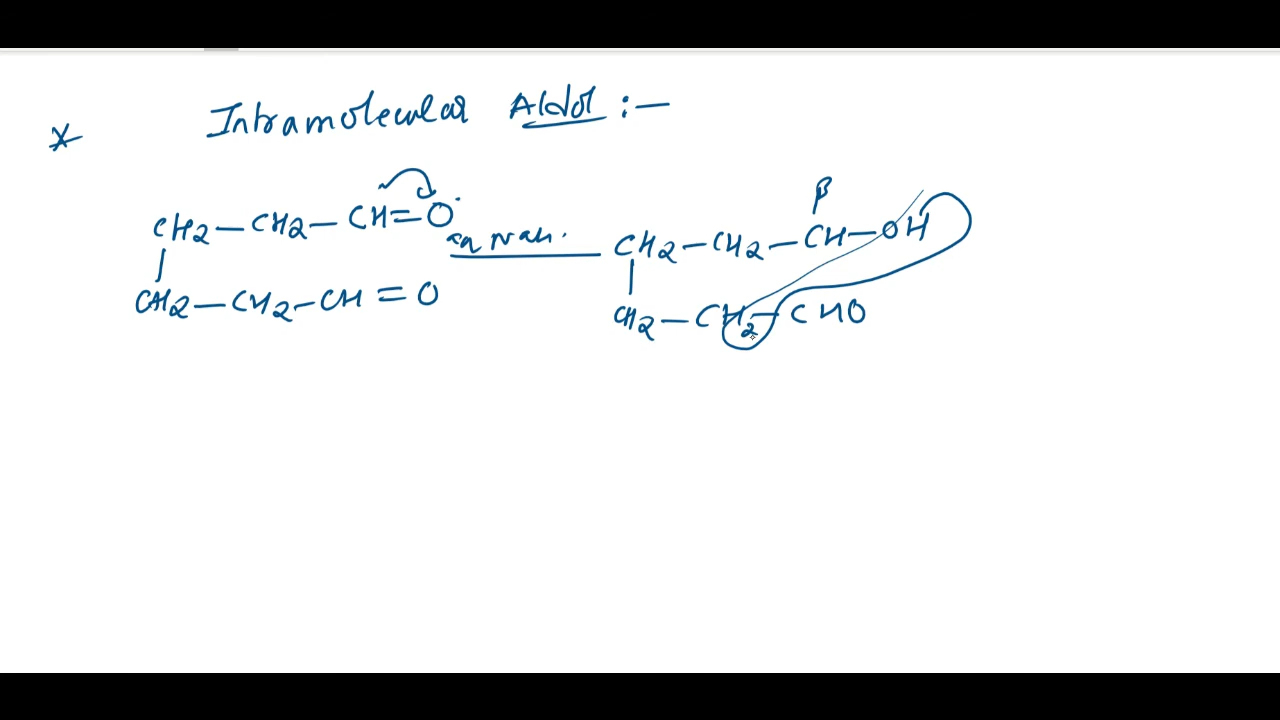 * Intramolecular Aldol :—
β
CH2—CH2—CH=O CH2—CH2—CH—OH
| |
CH2—CH2—CH=O CH2—CH2—CHO